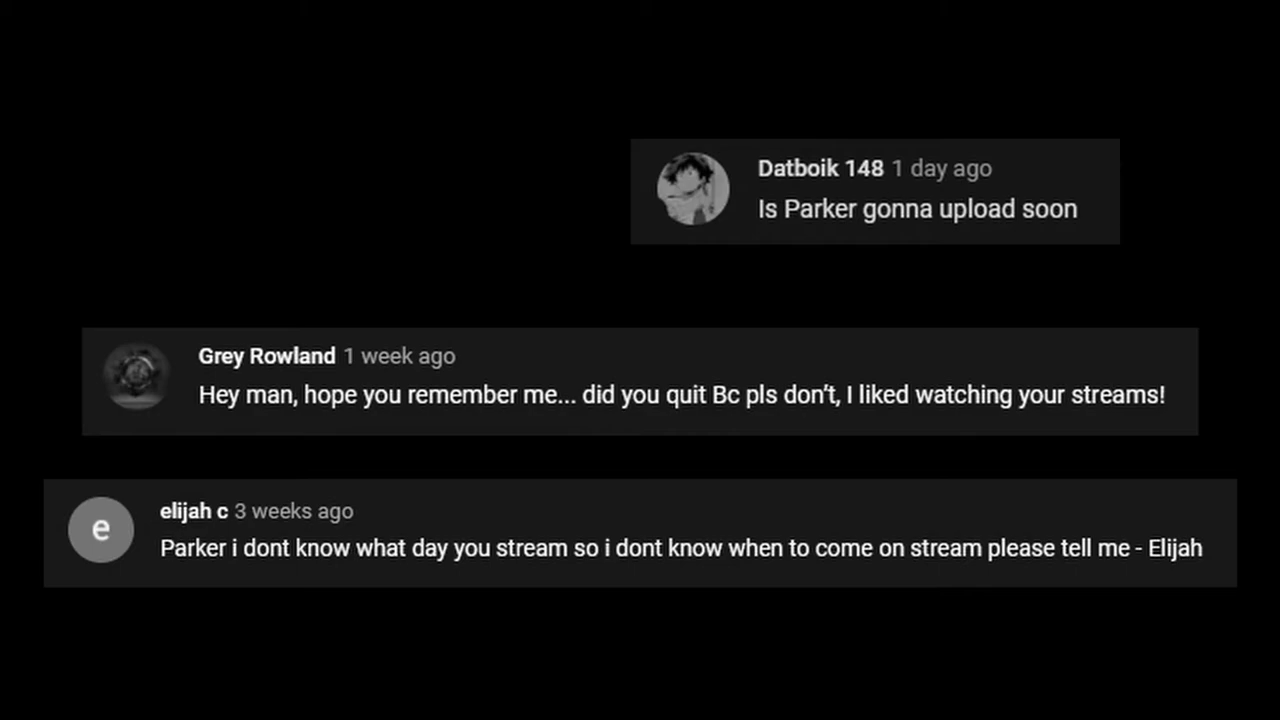 Datboik 148 1 day ago
Is Parker gonna upload soon
Grey Rowland 1 week ago
Hey man, hope you remember me... did you quit Bc pls don’t, I liked watching your streams!
e
elijah c 3 weeks ago
Parker i dont know what day you stream so i dont know when to come on stream please tell me - Elijah